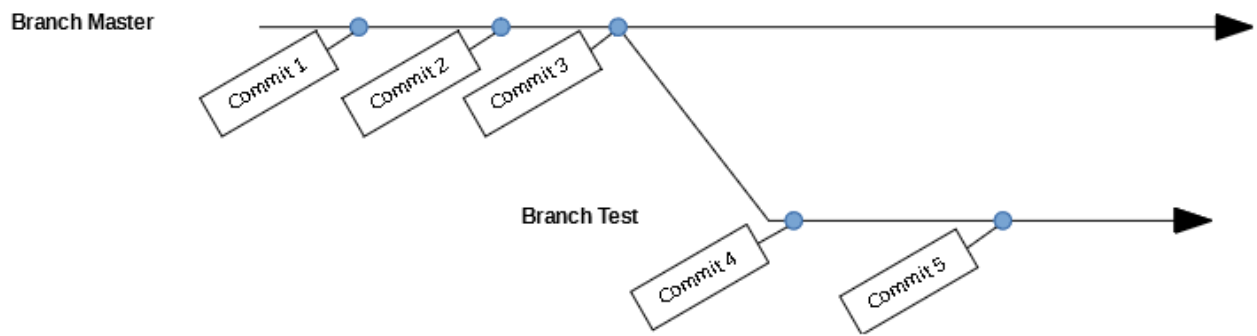 Branch Master
Commit 1
Commit 2
Commit 3
Branch Test
Commit 4
Commit 5